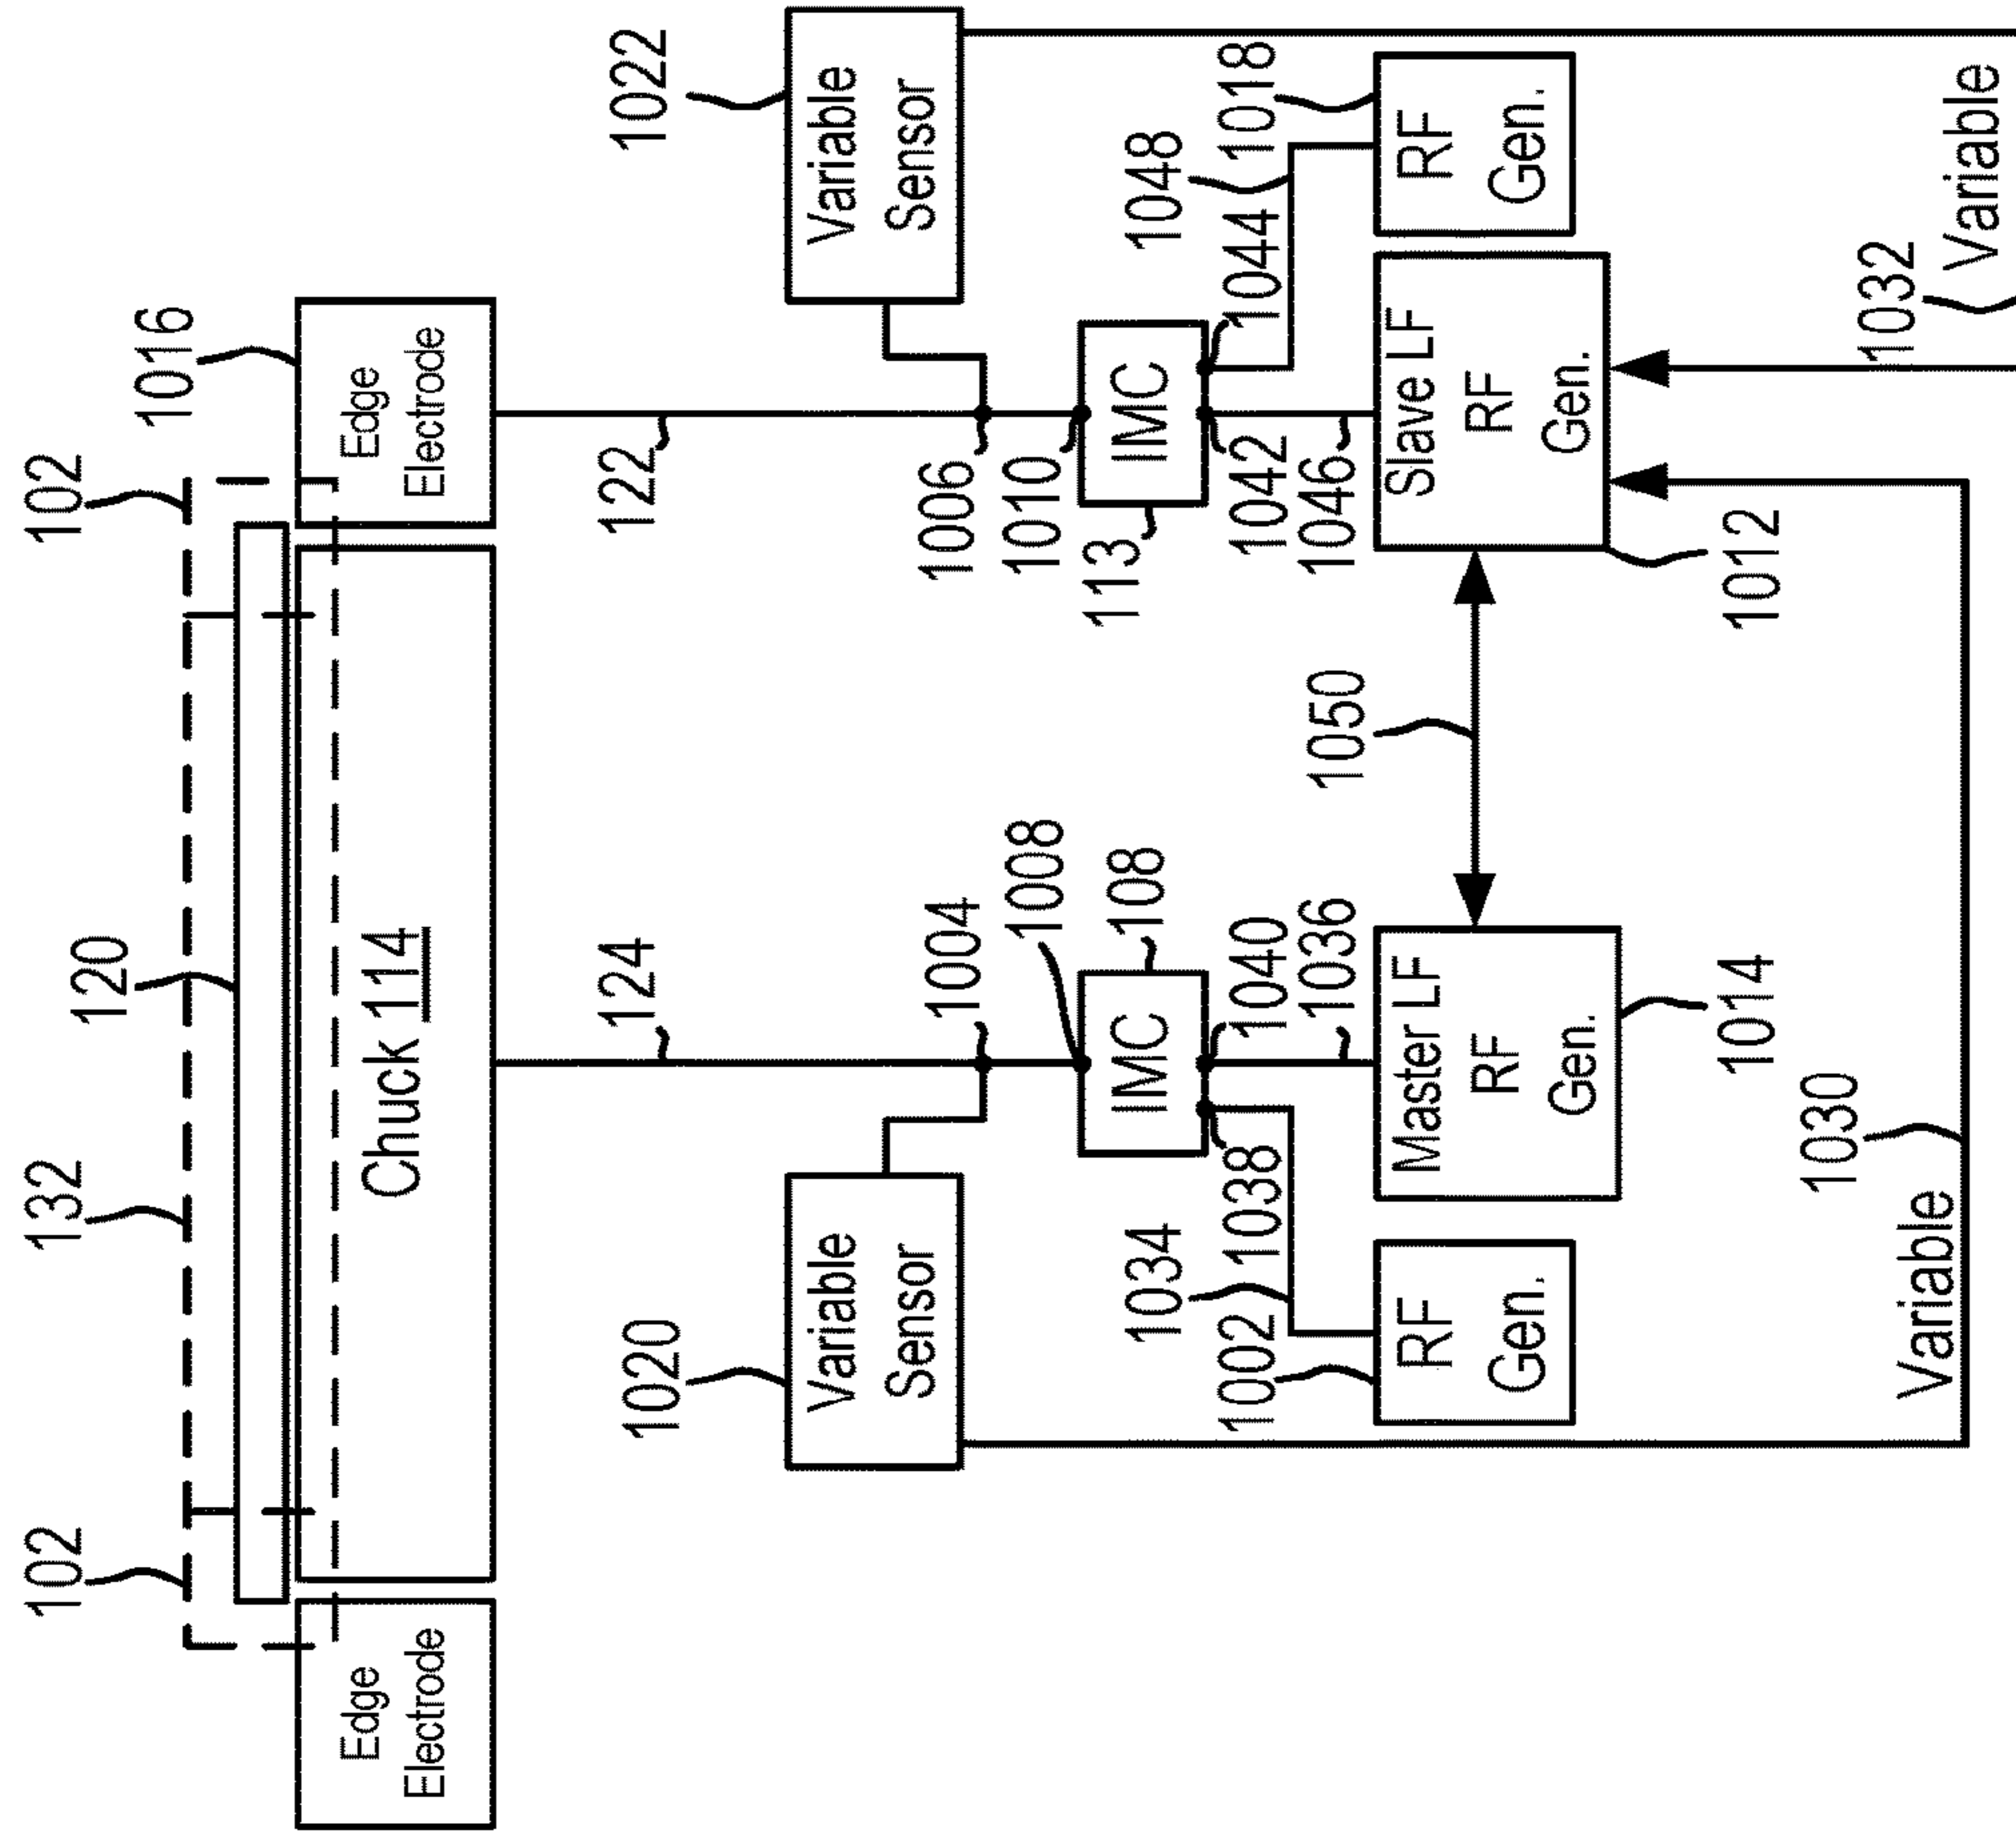 102
132
120
102
1016
Edge
Electrode
Chuck 114
Edge
Electrode
124
122
1020
1022
Variable
Sensor
Variable
Sensor
1004
1008
1006
1010
IMC
108
113
IMC
1034
1038
1040
1036
1042
1046
1044
1048
1002
1018
RF
Gen.
Master LF
RF
Gen.
1050
Slave LF
RF
Gen.
RF
Gen.
1014
1012
1030
1032
Variable
Variable